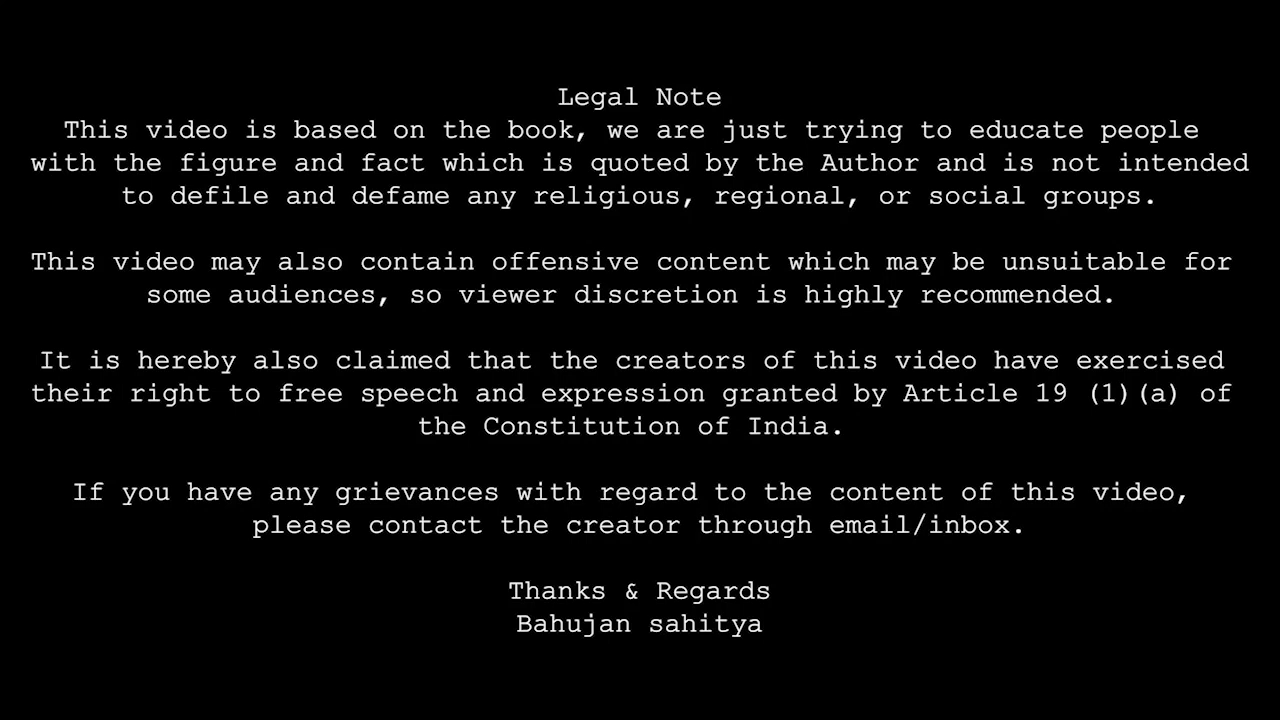 Legal Note
This video is based on the book, we are just trying to educate people
with the figure and fact which is quoted by the Author and is not intended
to defile and defame any religious, regional, or social groups.
This video may also contain offensive content which may be unsuitable for
some audiences, so viewer discretion is highly recommended.
It is hereby also claimed that the creators of this video have exercised
their right to free speech and expression granted by Article 19 (1)(a) of
the Constitution of India.
If you have any grievances with regard to the content of this video,
please contact the creator through email/inbox.
Thanks & Regards
Bahujan sahitya